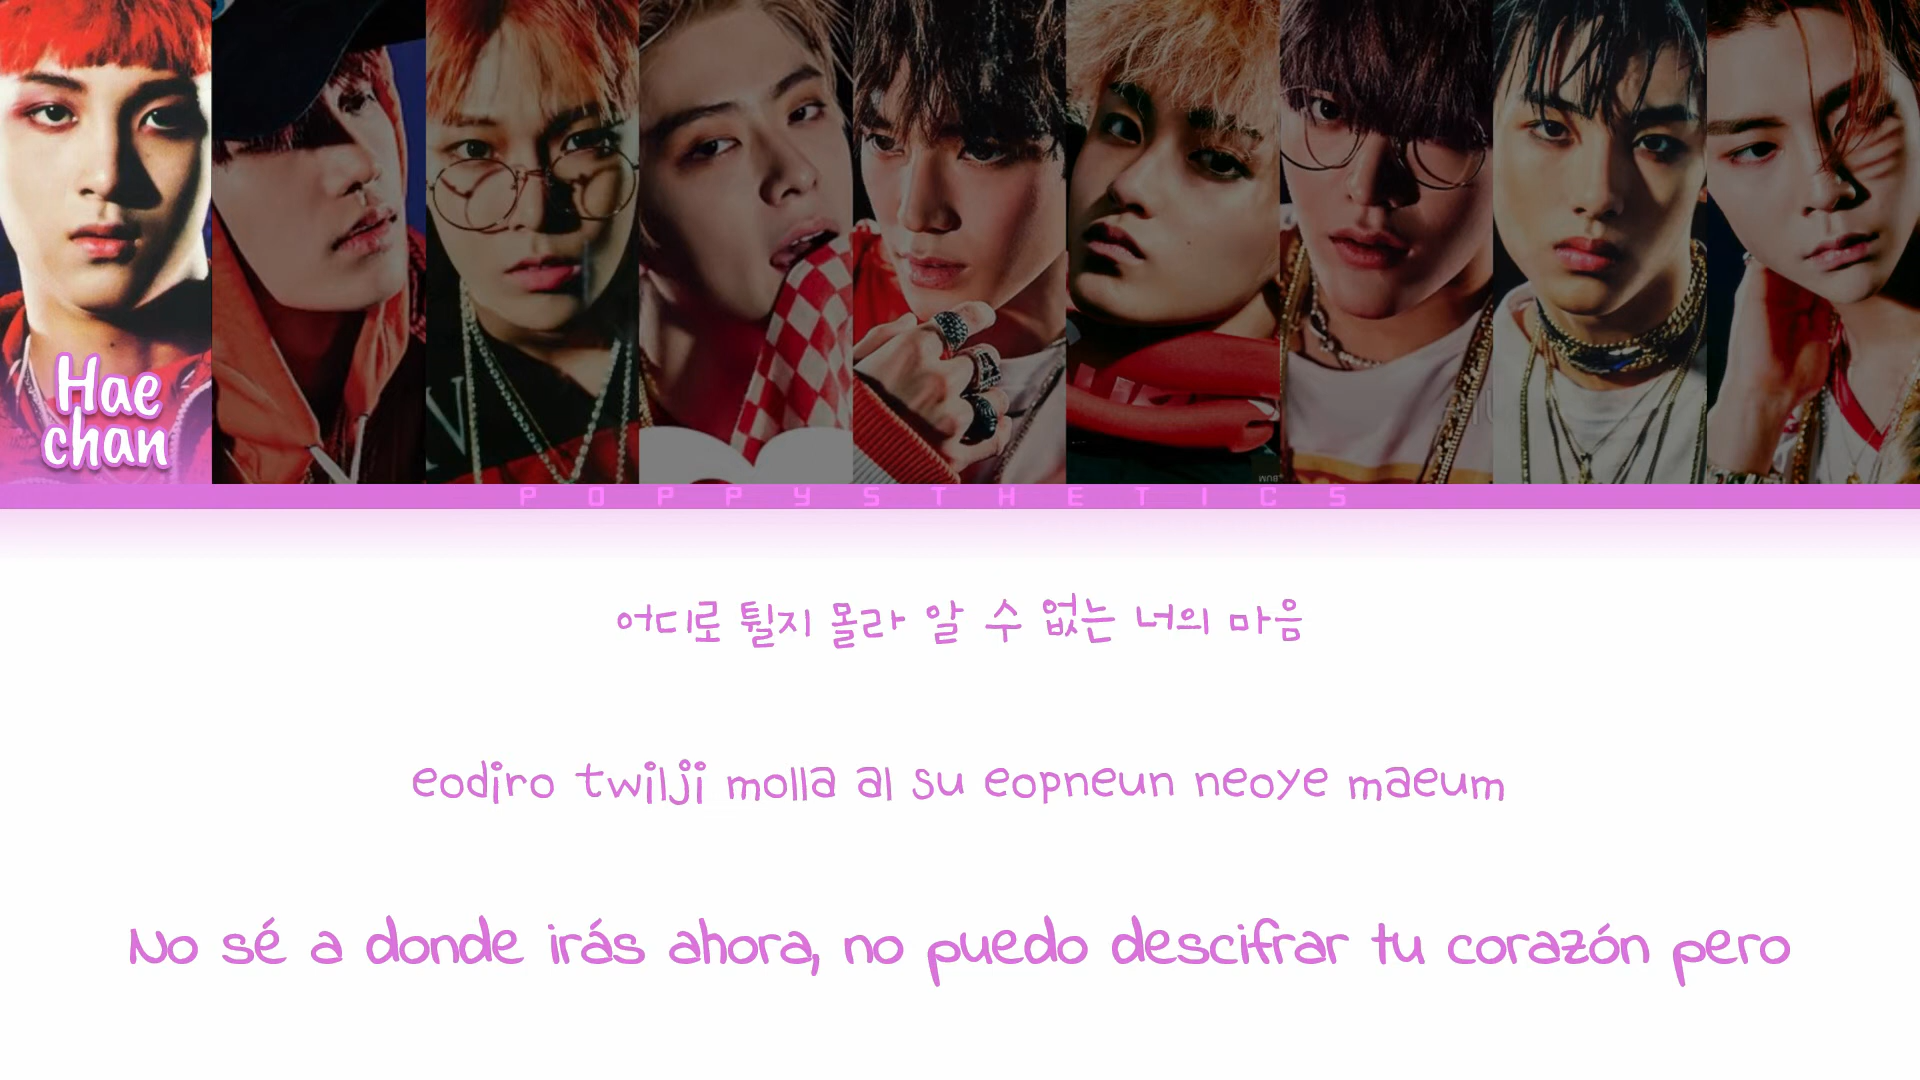 Hae
chan
POPPYSTHETICS
어디로 튈지 몰라 알 수 없는 너의 마음
eodiro twilji molla al su eopneun neoye maeum
No sé a donde irás ahora, no puedo descifrar tu corazón pero